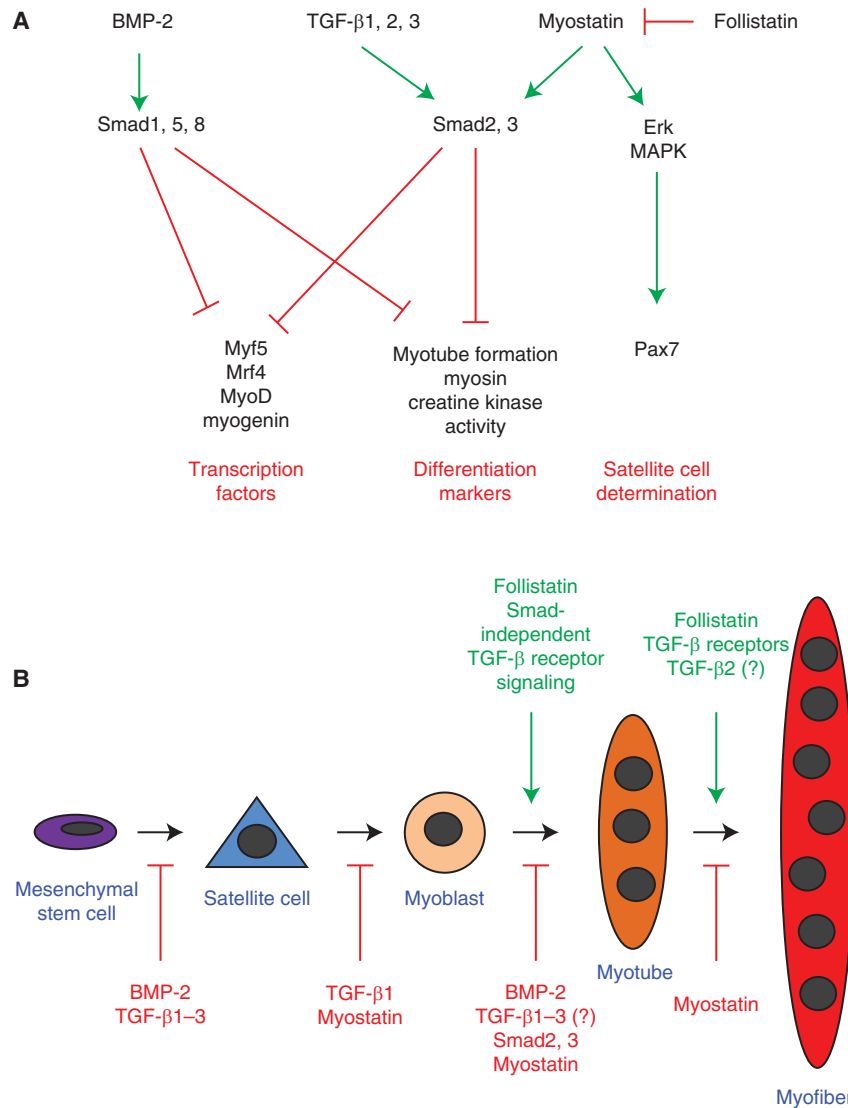 A
BMP-2
TGF-β1, 2, 3
Myostatin
Follistatin
Smad1, 5, 8
Smad2, 3
Erk
MAPK
Myf5
Mrf4
MyoD
myogenin
Myotube formation
myosin
creatine kinase
activity
Pax7
Transcription
factors
Differentiation
markers
Satellite cell
determination
B
Follistatin
Smad-
independent
TGF-β receptor
signaling
Follistatin
TGF-β receptors
TGF-β2 (?)
Mesenchymal
stem cell
Satellite cell
Myoblast
Myotube
Myofiber
BMP-2
TGF-β1–3
TGF-β1
Myostatin
BMP-2
TGF-β1–3 (?)
Smad2, 3
Myostatin
Myostatin